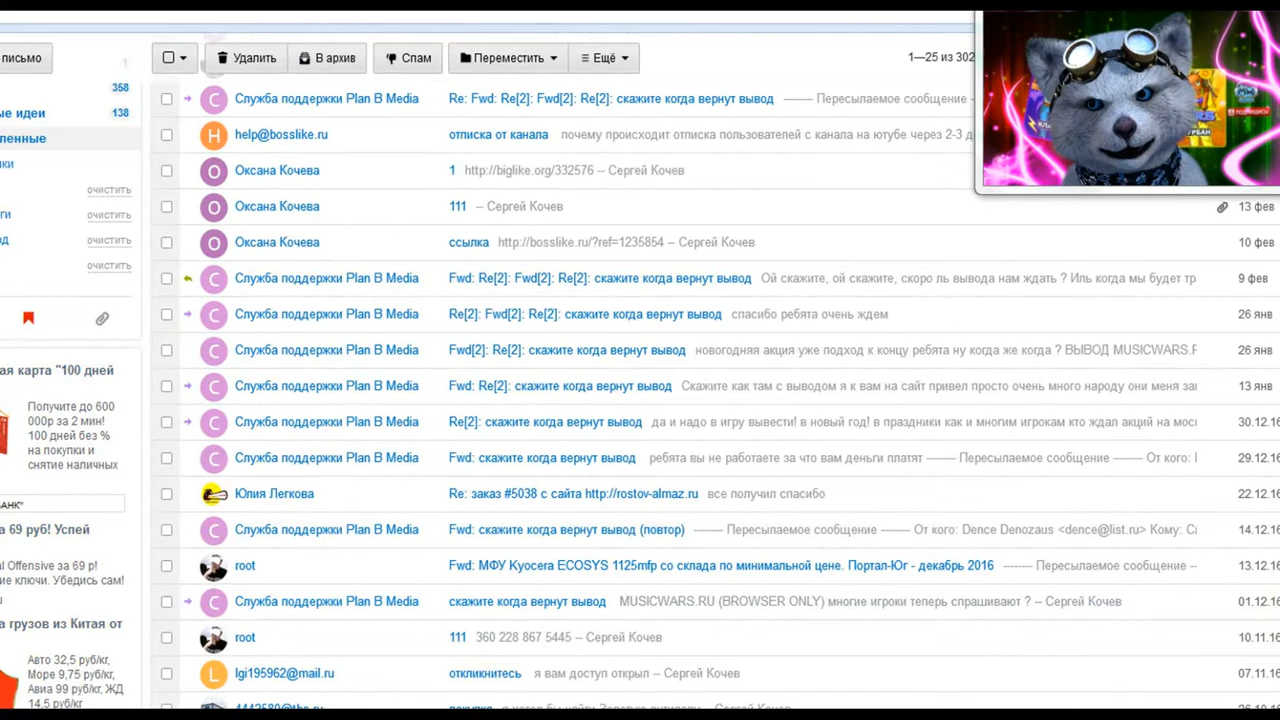 письмо
Удалить
В архив
Спам
Переместить
Ещё
1—25 из 302
358
ые идеи 138
ленные
ки
очистить
ги очистить
д очистить
очистить
ая карта "100 дней
Получите до 600
000р за 2 мин!
100 дней без %
на покупки и
снятие наличных
АНК"
а 69 руб! Успей
l Offensive за 69 р!
ие ключи. Убедись сам!
u
а грузов из Китая от
Авто 32,5 руб/кг,
Море 9,75 руб/кг,
Авиа 99 руб/кг, ЖД
14,5 руб/кг
С Служба поддержки Plan B Media Re: Fwd: Re[2]: Fwd[2]: Re[2]: скажите когда вернут вывод —— Пересылаемое сообщение –
H help@bosslike.ru отписка от канала почему происходит отписка пользователей с канала на ютубе через 2-3 д
О Оксана Кочева 1 http://biglike.org/332576 -- Сергей Кочев
О Оксана Кочева 111 -- Сергей Кочев 13 фев
О Оксана Кочева ссылка http://bosslike.ru/?ref=1235854 -- Сергей Кочев 10 фев
С Служба поддержки Plan B Media Fwd: Re[2]: Fwd[2]: Re[2]: скажите когда вернут вывод Ой скажите, ой скажите, скоро ль вывода нам ждать ? Иль когда мы будет тр 9 фев
С Служба поддержки Plan B Media Re[2]: Fwd[2]: Re[2]: скажите когда вернут вывод спасибо ребята очень ждем 26 янв
С Служба поддержки Plan B Media Fwd[2]: Re[2]: скажите когда вернут вывод новогодняя акция уже подход к концу ребята ну когда же когда ? ВЫВОД MUSICWARS.F 26 янв
С Служба поддержки Plan B Media Fwd: Re[2]: скажите когда вернут вывод Скажите как там с выводом я к вам на сайт привел просто очень много народу они меня за 13 янв
С Служба поддержки Plan B Media Re[2]: скажите когда вернут вывод да и надо в игру вывести! в новый год! в праздники как и многим игрокам кто ждал акций на мос 30.12.16
С Служба поддержки Plan B Media Fwd: скажите когда вернут вывод ребята вы не работаете за что вам деньги платят —— Пересылаемое сообщение —— От кого: 29.12.16
Юлия Легкова Re: заказ #5038 с сайта http://rostov-almaz.ru все получил спасибо 22.12.16
С Служба поддержки Plan B Media Fwd: скажите когда вернут вывод (повтор) —— Пересылаемое сообщение —— От кого: Dence Denozaus <dence@list.ru> Кому: С 14.12.16
root Fwd: МФУ Kyocera ECOSYS 1125mfp со склада по минимальной цене. Портал-Юг - декабрь 2016 —— Пересылаемое сообщение – 13.12.16
С Служба поддержки Plan B Media скажите когда вернут вывод MUSICWARS.RU (BROWSER ONLY) многие игроки теперь спрашивают ? -- Сергей Кочев 01.12.16
root 111 360 228 867 5445 -- Сергей Кочев 10.11.16
L lgi195962@mail.ru откликнитесь я вам доступ открыл -- Сергей Кочев 07.11.16